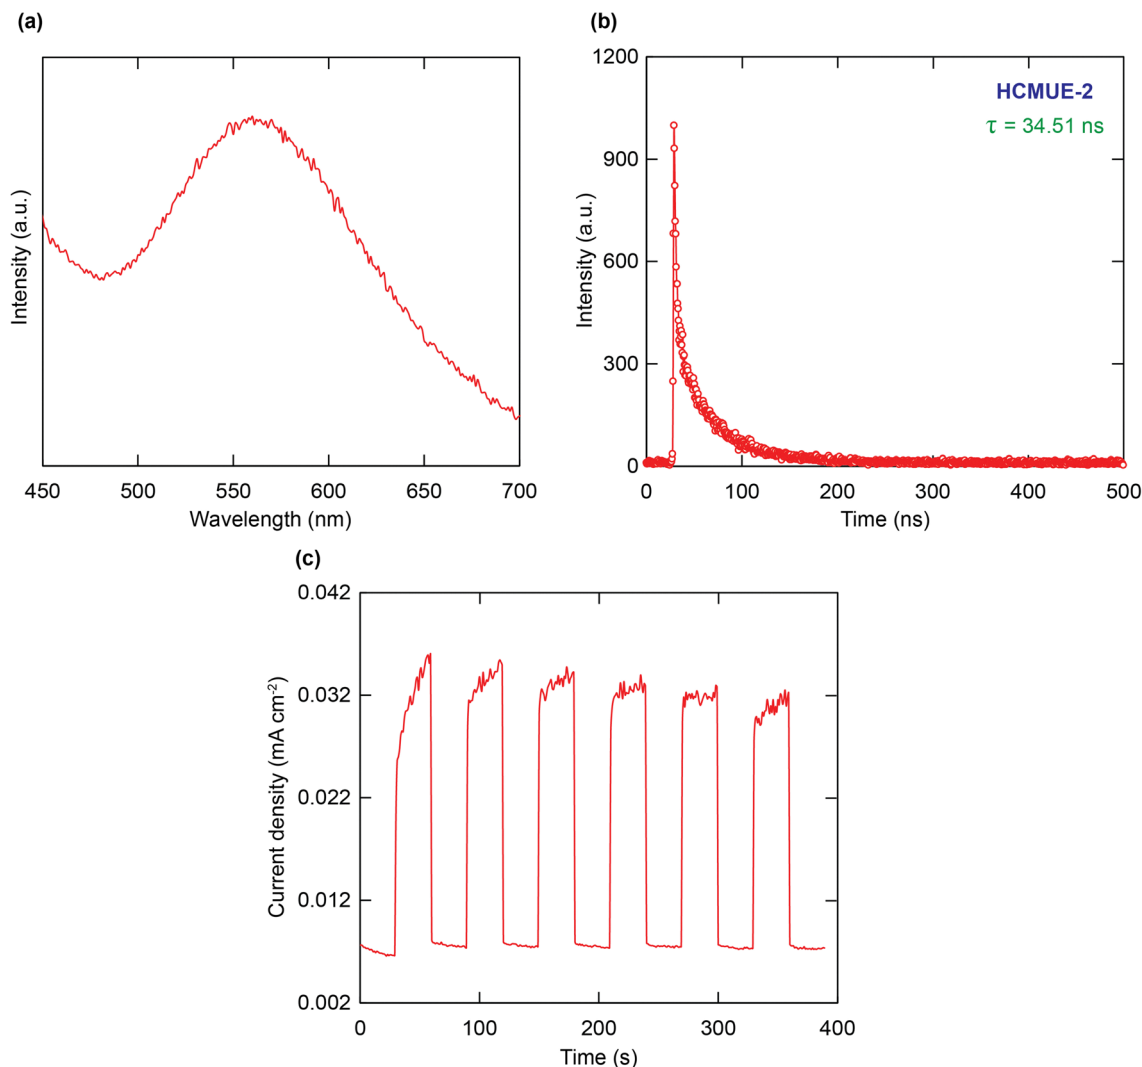 (a)
Intensity (a.u.)
450 500 550 600 650 700
Wavelength (nm)
(b)
1200
900
600
300
0
Intensity (a.u.)
HCMUE-2
τ = 34.51 ns
0 100 200 300 400 500
Time (ns)
(c)
0.042
0.032
0.022
0.012
0.002
Current density (mA cm⁻²)
0 100 200 300 400
Time (s)